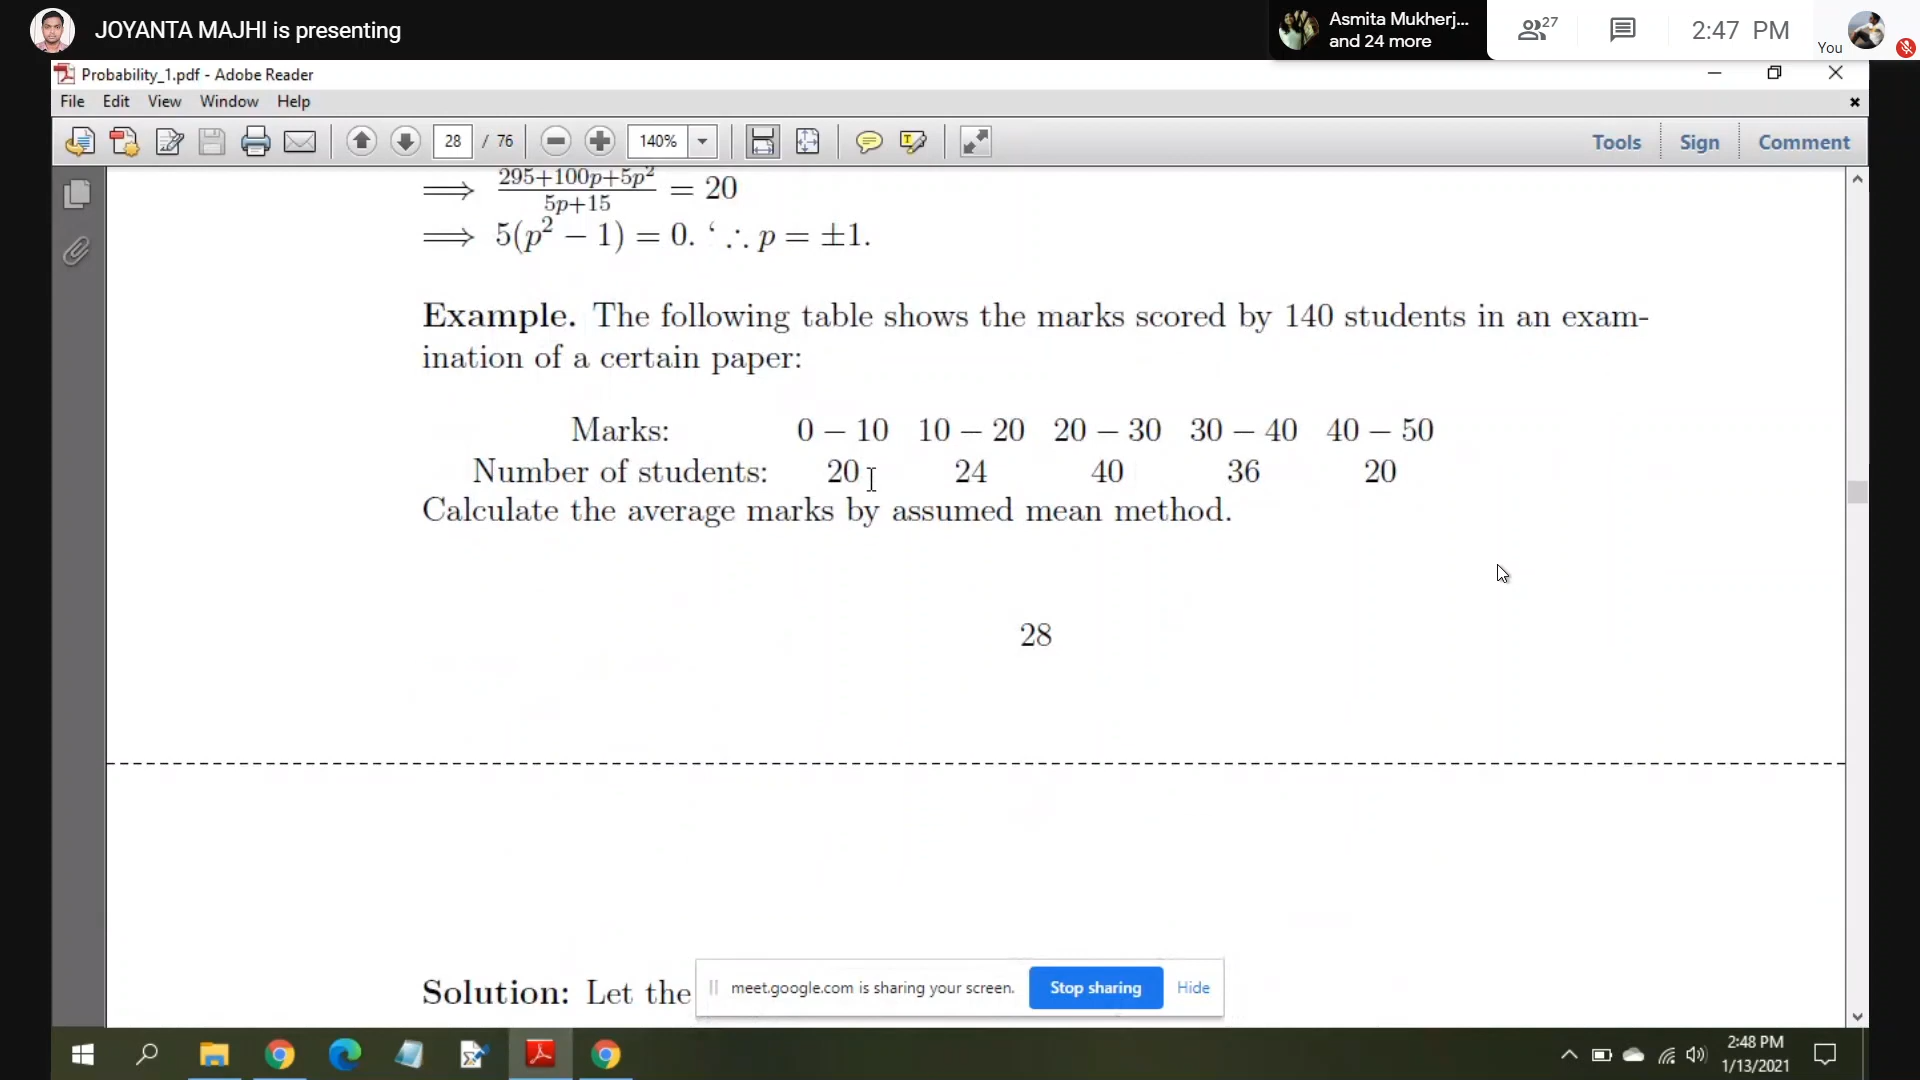 JOYANTA MAJHI is presenting
Asmita Mukherj...
and 24 more
27
2:47 PM
You
Probability_1.pdf - Adobe Reader
File Edit View Window Help
28 / 76 140% Tools Sign Comment
⟹ 295+100p+5p²/5p+15 = 20
⟹ 5(p² − 1) = 0. ‘ ∴ p = ±1.
Example. The following table shows the marks scored by 140 students in an exam-
ination of a certain paper:
Marks: 0 − 10 10 − 20 20 − 30 30 − 40 40 − 50
Number of students: 20 24 40 36 20
Calculate the average marks by assumed mean method.
28
Solution: Let the
meet.google.com is sharing your screen. Stop sharing Hide
2:48 PM
1/13/2021